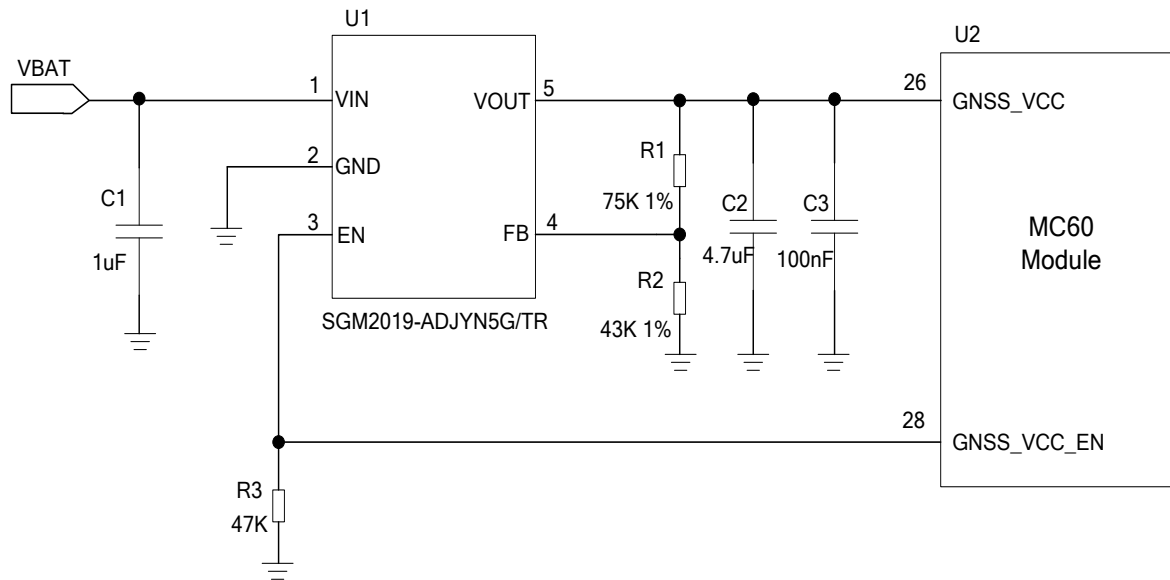 U1
U2
VBAT
1
VIN
VOUT
5
26
GNSS_VCC
2
GND
R1
75K 1%
C1
1uF
3
EN
FB
4
C2
4.7uF
C3
100nF
MC60
Module
R2
43K 1%
SGM2019-ADJYN5G/TR
28
GNSS_VCC_EN
R3
47K